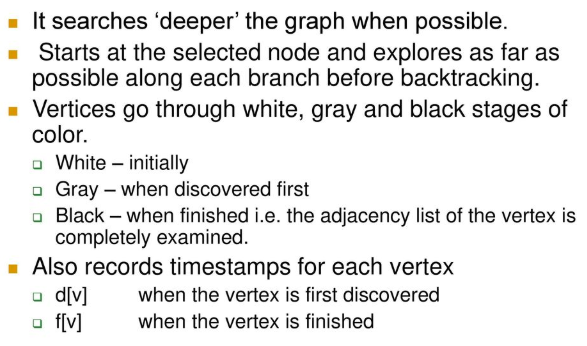 It searches ‘deeper’ the graph when possible.
Starts at the selected node and explores as far as
possible along each branch before backtracking.
Vertices go through white, gray and black stages of
color.
White – initially
Gray – when discovered first
Black – when finished i.e. the adjacency list of the vertex is
completely examined.
Also records timestamps for each vertex
d[v] when the vertex is first discovered
f[v] when the vertex is finished